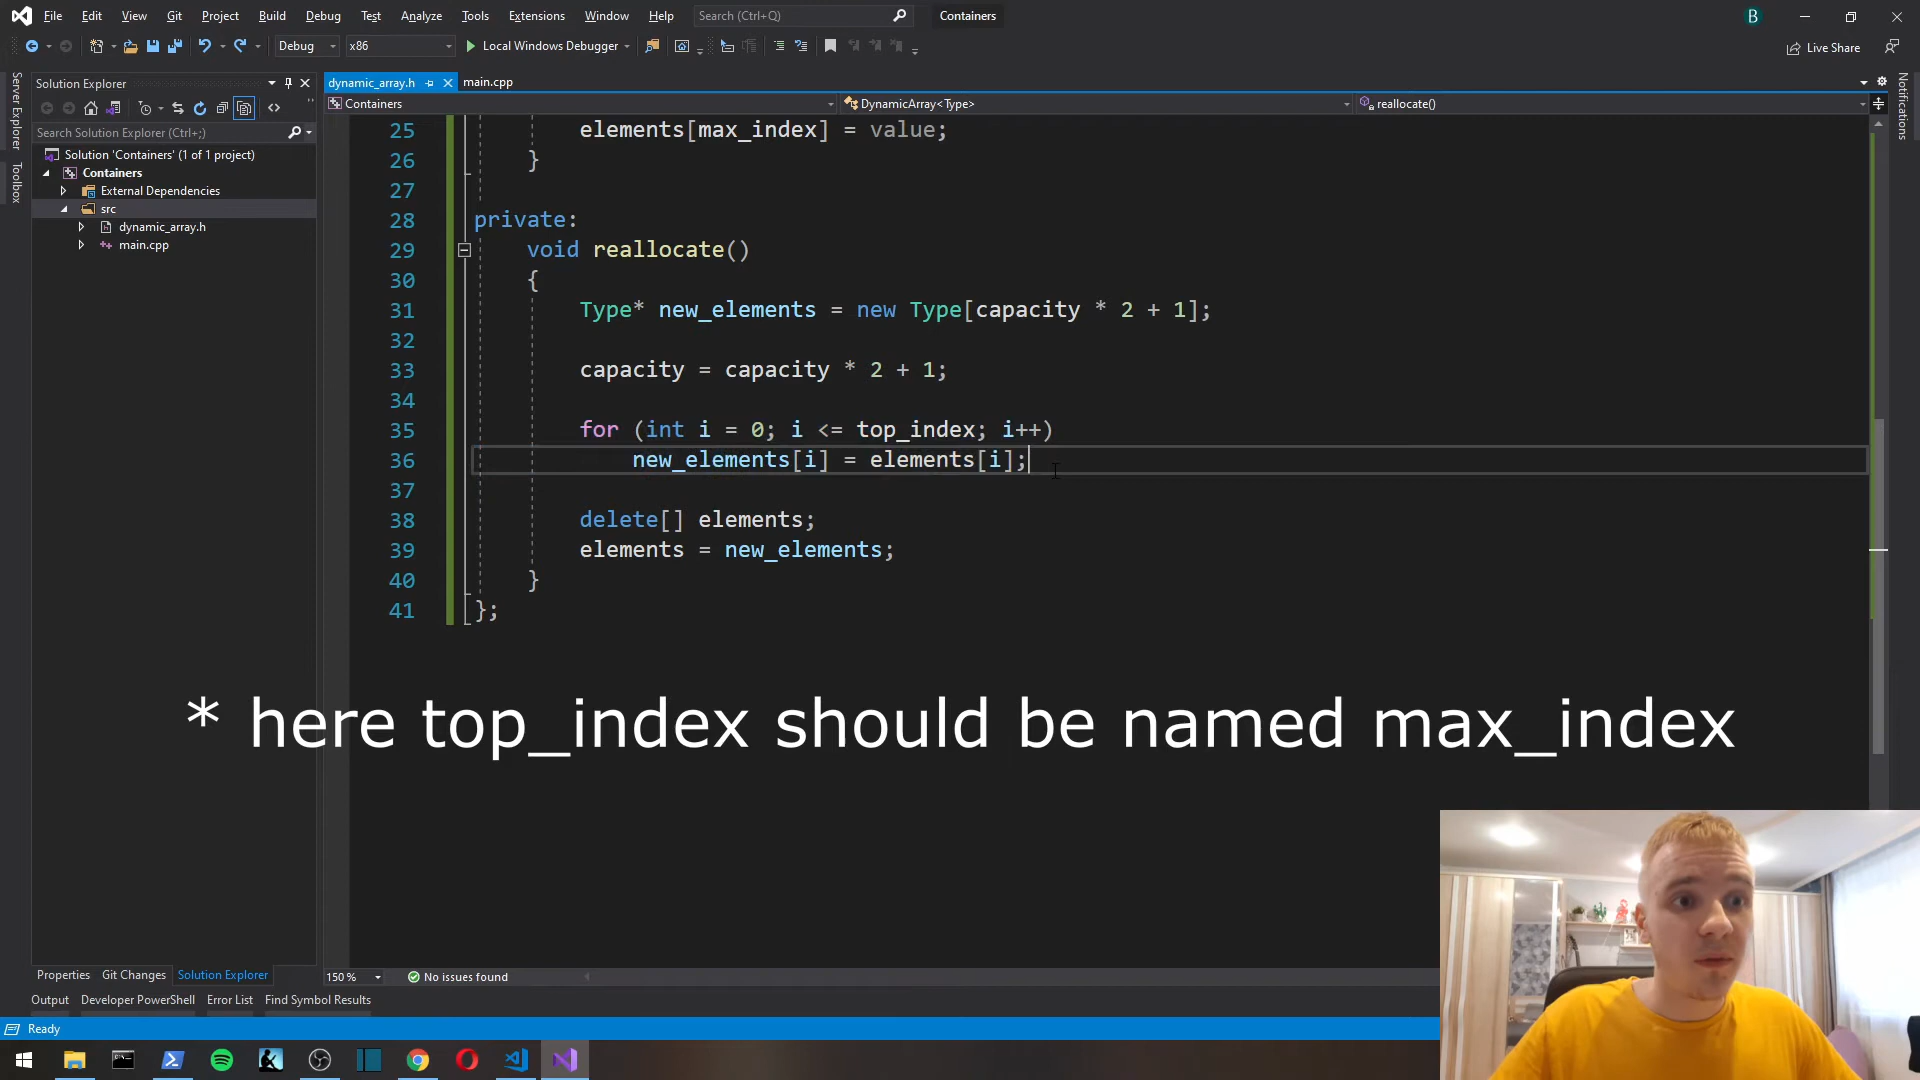 File Edit View Git Project Build Debug Test Analyze Tools Extensions Window Help Search (Ctrl+Q) Containers B
Debug x86 Local Windows Debugger Live Share
Server Explorer
Toolbox
Solution Explorer
Search Solution Explorer (Ctrl+;)
Solution 'Containers' (1 of 1 project)
Containers
External Dependencies
src
dynamic_array.h
main.cpp
Properties Git Changes Solution Explorer
dynamic_array.h main.cpp
Containers DynamicArray<Type> reallocate()
25 elements[max_index] = value;
26 }
27
28 private:
29 void reallocate()
30 {
31 Type* new_elements = new Type[capacity * 2 + 1];
32
33 capacity = capacity * 2 + 1;
34
35 for (int i = 0; i <= top_index; i++)
36 new_elements[i] = elements[i];
37
38 delete[] elements;
39 elements = new_elements;
40 }
41 };
* here top_index should be named max_index
150 % No issues found
Notifications
Output Developer PowerShell Error List Find Symbol Results
Ready